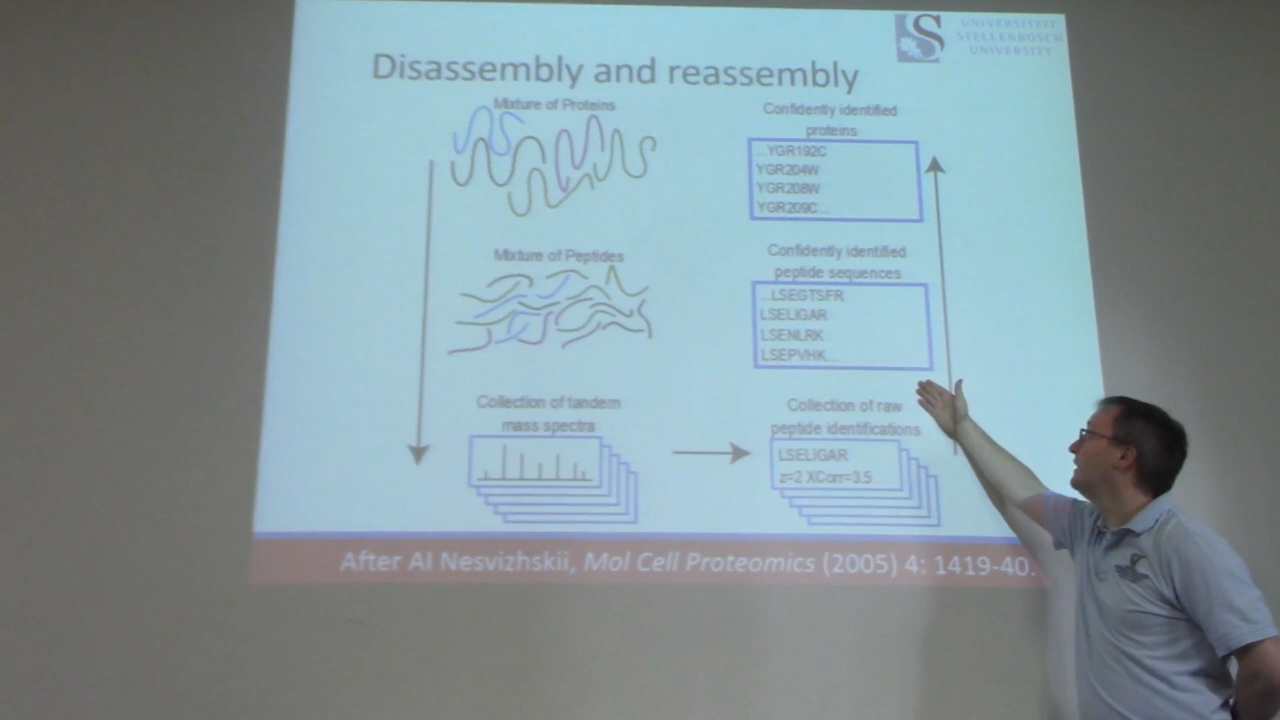 UNIVERSITEIT
STELLENBOSCH
UNIVERSITY
Disassembly and reassembly
Mixture of Proteins
Mixture of Peptides
Collection of tandem
mass spectra
Confidently identified
proteins
...YGR192C
YGR204W
YGR208W
YGR209C...
Confidently identified
peptide sequences
...LSEGTSFR
LSELIGAR
LSENLRK
LSEPVHK...
Collection of raw
peptide identifications
LSELIGAR
z=2 XCorr=3.5
After AI Nesvizhskii, Mol Cell Proteomics (2005) 4: 1419-40.